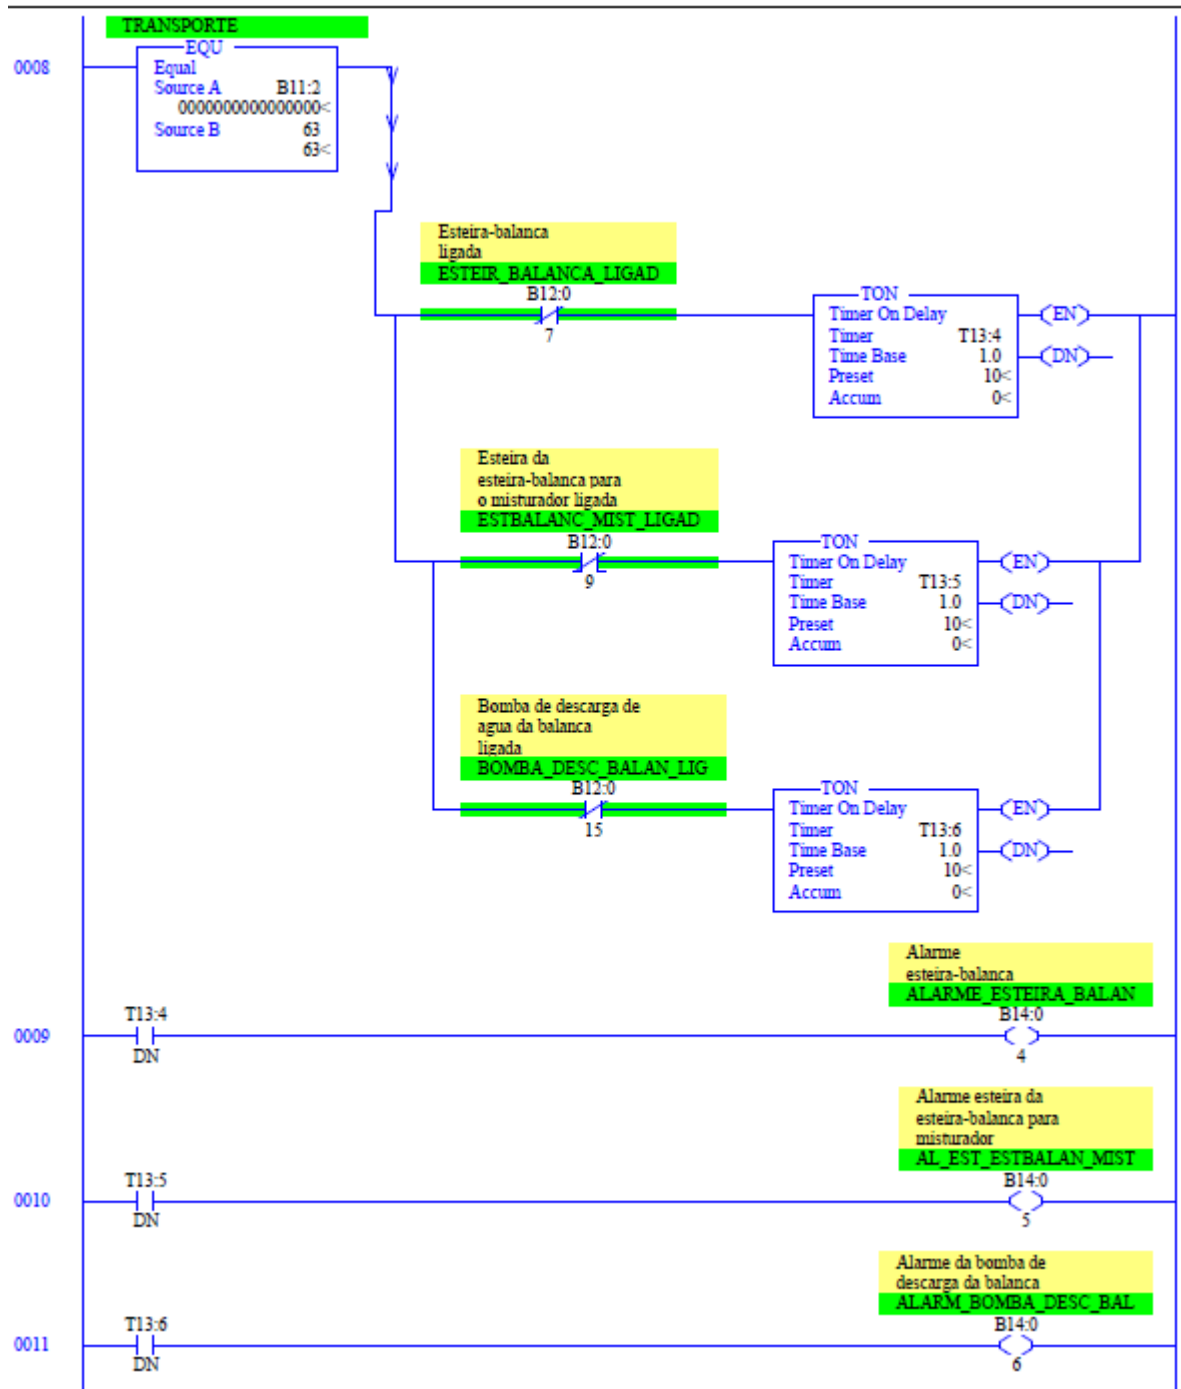 TRANSPORTE
EQU
0008
Equal
Source A B11:2
0000000000000000<
Source B 63
63<
Esteira-balanca
ligada
ESTEIR_BALANCA_LIGAD
B12:0
7
TON
Timer On Delay
Timer T13:4
Time Base 1.0
Preset 10<
Accum 0<
EN
DN
Esteira da
esteira-balanca para
o misturador ligada
ESTBALANC_MIST_LIGAD
B12:0
9
TON
Timer On Delay
Timer T13:5
Time Base 1.0
Preset 10<
Accum 0<
EN
DN
Bomba de descarga de
agua da balanca
ligada
BOMBA_DESC_BALAN_LIG
B12:0
15
TON
Timer On Delay
Timer T13:6
Time Base 1.0
Preset 10<
Accum 0<
EN
DN
Alarme
esteira-balanca
ALARME_ESTEIRA_BALAN
0009
T13:4
DN
B14:0
4
Alarme esteira da
esteira-balanca para
misturador
AL_EST_ESTBALAN_MIST
0010
T13:5
DN
B14:0
5
Alarme da bomba de
descarga da balanca
ALARM_BOMBA_DESC_BAL
0011
T13:6
DN
B14:0
6